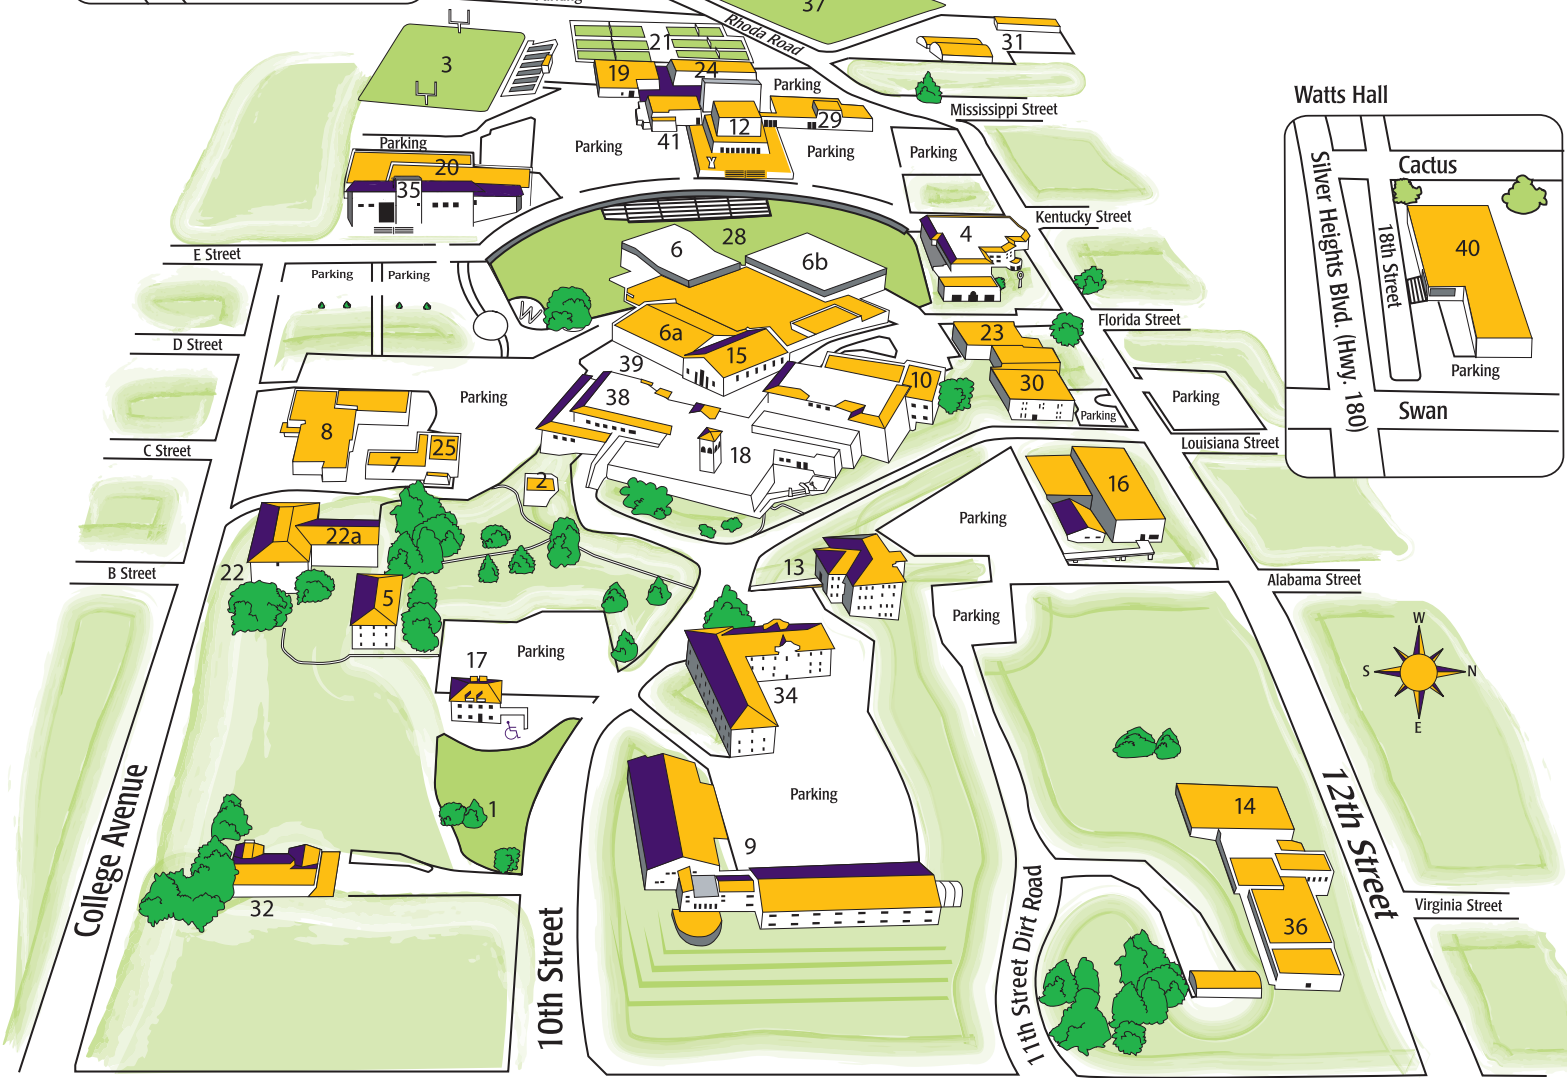 Parking
37
Rhoda Road
31
21
3
19
24
Parking
Mississippi Street
12
29
41
Parking
Parking
Parking
Parking
20
35
Kentucky Street
E Street
28
4
6
6b
Parking
Parking
W
D Street
Florida Street
6a
15
23
39
10
30
Parking
38
Parking
Parking
8
25
7
18
C Street
Louisiana Street
2
16
Parking
22a
22
13
B Street
Alabama Street
5
Parking
17
Parking
34
W
S
N
E
College Avenue
1
9
Parking
14
12th Street
32
10th Street
11th Street Dirt Road
36
Virginia Street
Watts Hall
Silver Heights Blvd. (Hwy. 180)
Cactus
18th Street
40
Parking
Swan